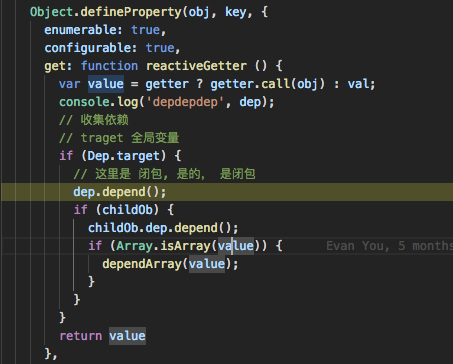 Object.defineProperty(obj, key, {
enumerable: true,
configurable: true,
get: function reactiveGetter () {
var value = getter ? getter.call(obj) : val;
console.log('depdepdep', dep);
// 收集依赖
// traget 全局变量
if (Dep.target) {
// 这里是 闭包, 是的, 是闭包
dep.depend();
if (childOb) {
childOb.dep.depend();
if (Array.isArray(value)) { Evan You, 5 months
dependArray(value);
}
}
}
return value
},